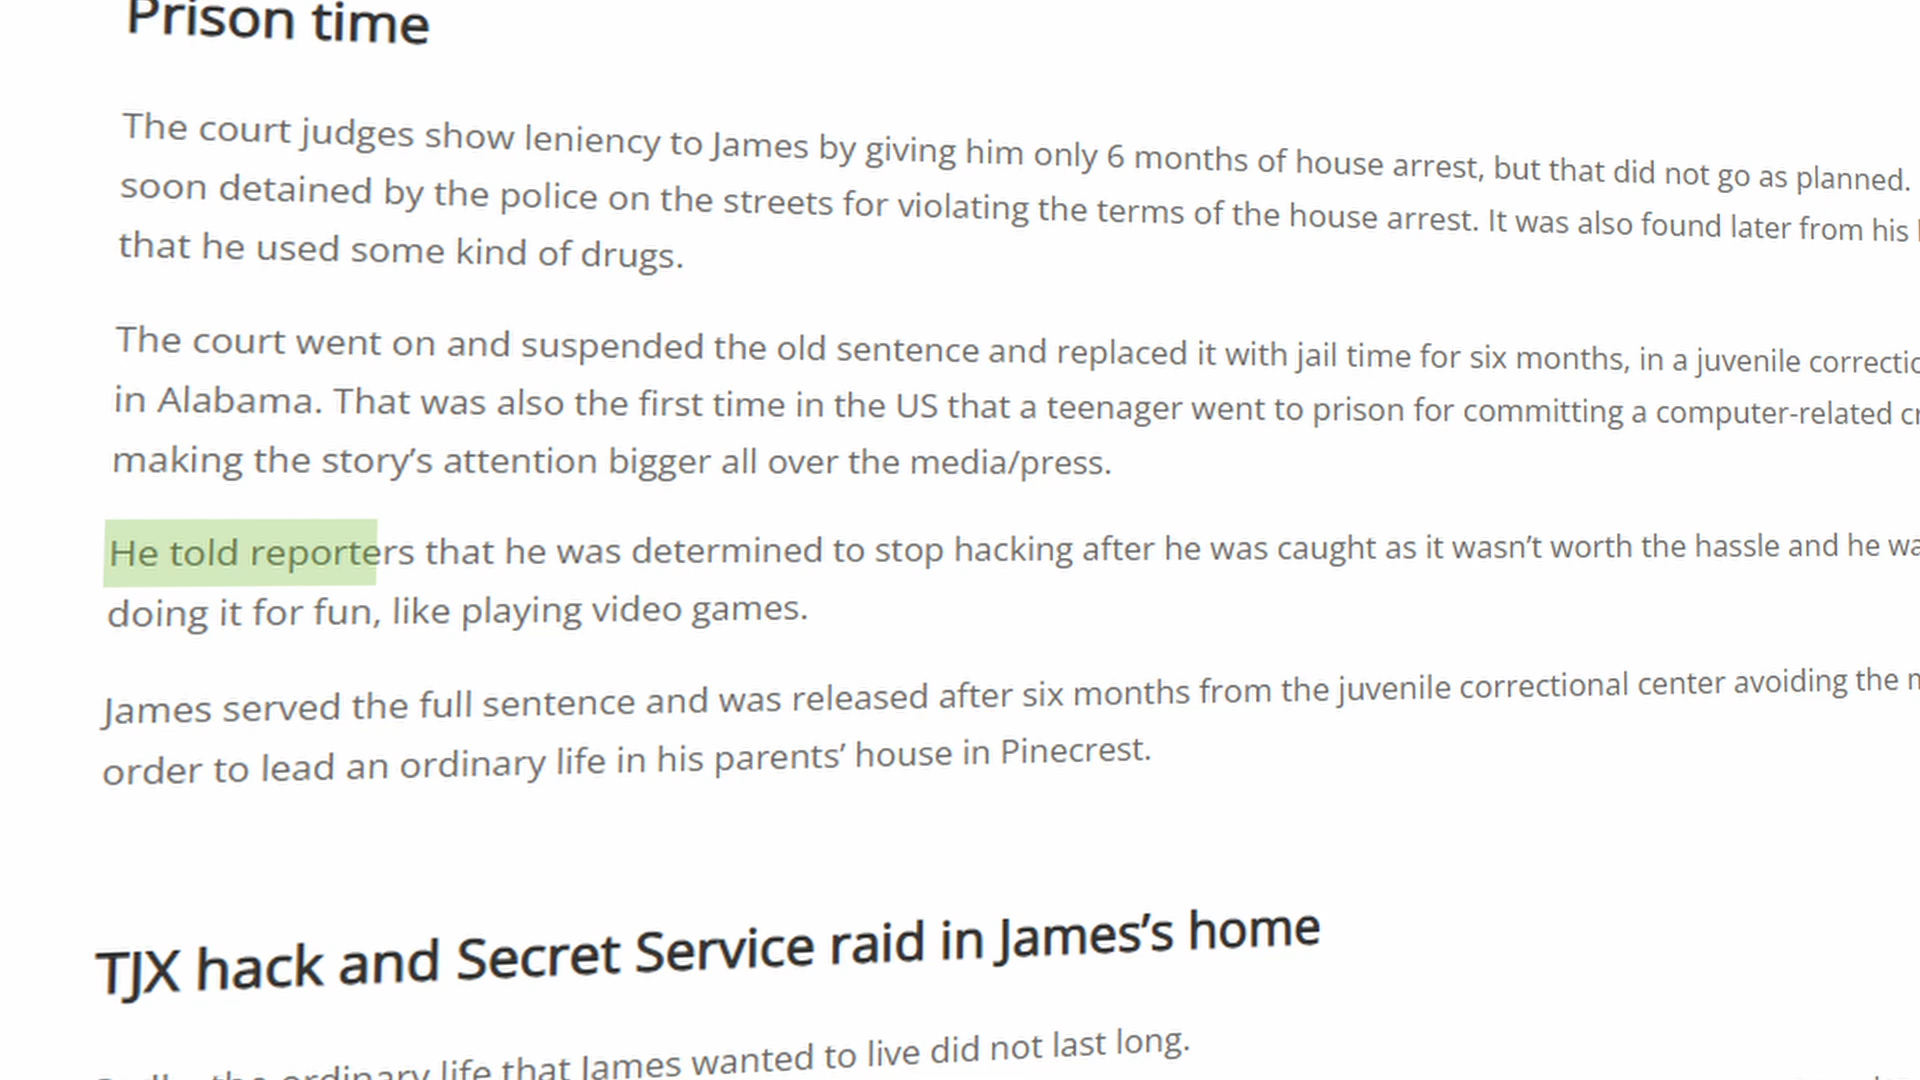 Prison time
The court judges show leniency to James by giving him only 6 months of house arrest, but that did not go as planned.
soon detained by the police on the streets for violating the terms of the house arrest. It was also found later from his
that he used some kind of drugs.
The court went on and suspended the old sentence and replaced it with jail time for six months, in a juvenile correctio
in Alabama. That was also the first time in the US that a teenager went to prison for committing a computer-related cr
making the story’s attention bigger all over the media/press.
He told reporters that he was determined to stop hacking after he was caught as it wasn’t worth the hassle and he wa
doing it for fun, like playing video games.
James served the full sentence and was released after six months from the juvenile correctional center avoiding the
order to lead an ordinary life in his parents’ house in Pinecrest.
TJX hack and Secret Service raid in James’s home
the ordinary life that James wanted to live did not last long.